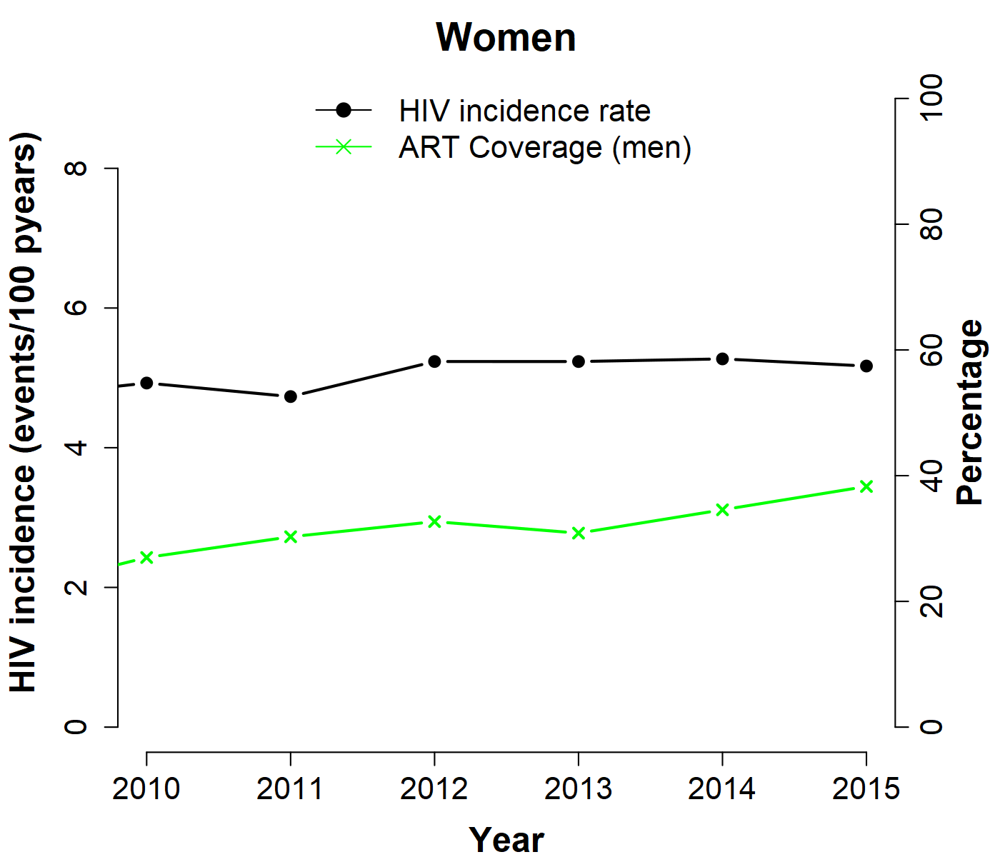 Women
HIV incidence rate
ART Coverage (men)
HIV incidence (events/100 pyears)
8
6
4
2
0
100
80
60
40
20
0
Percentage
2010 2011 2012 2013 2014 2015
Year